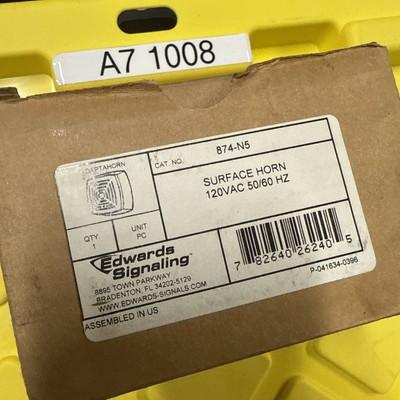 A7 1008
ADAPTAHORN
CAT. NO. 874-N5
SURFACE HORN
120VAC 50/60 HZ
QTY. UNIT
1 PC
Edwards
Signaling
8895 TOWN PARKWAY
BRADENTON, FL 34202-5129
WWW.EDWARDS-SIGNALS.COM
7 82640 26240 5
P-041634-0396
ASSEMBLED IN US